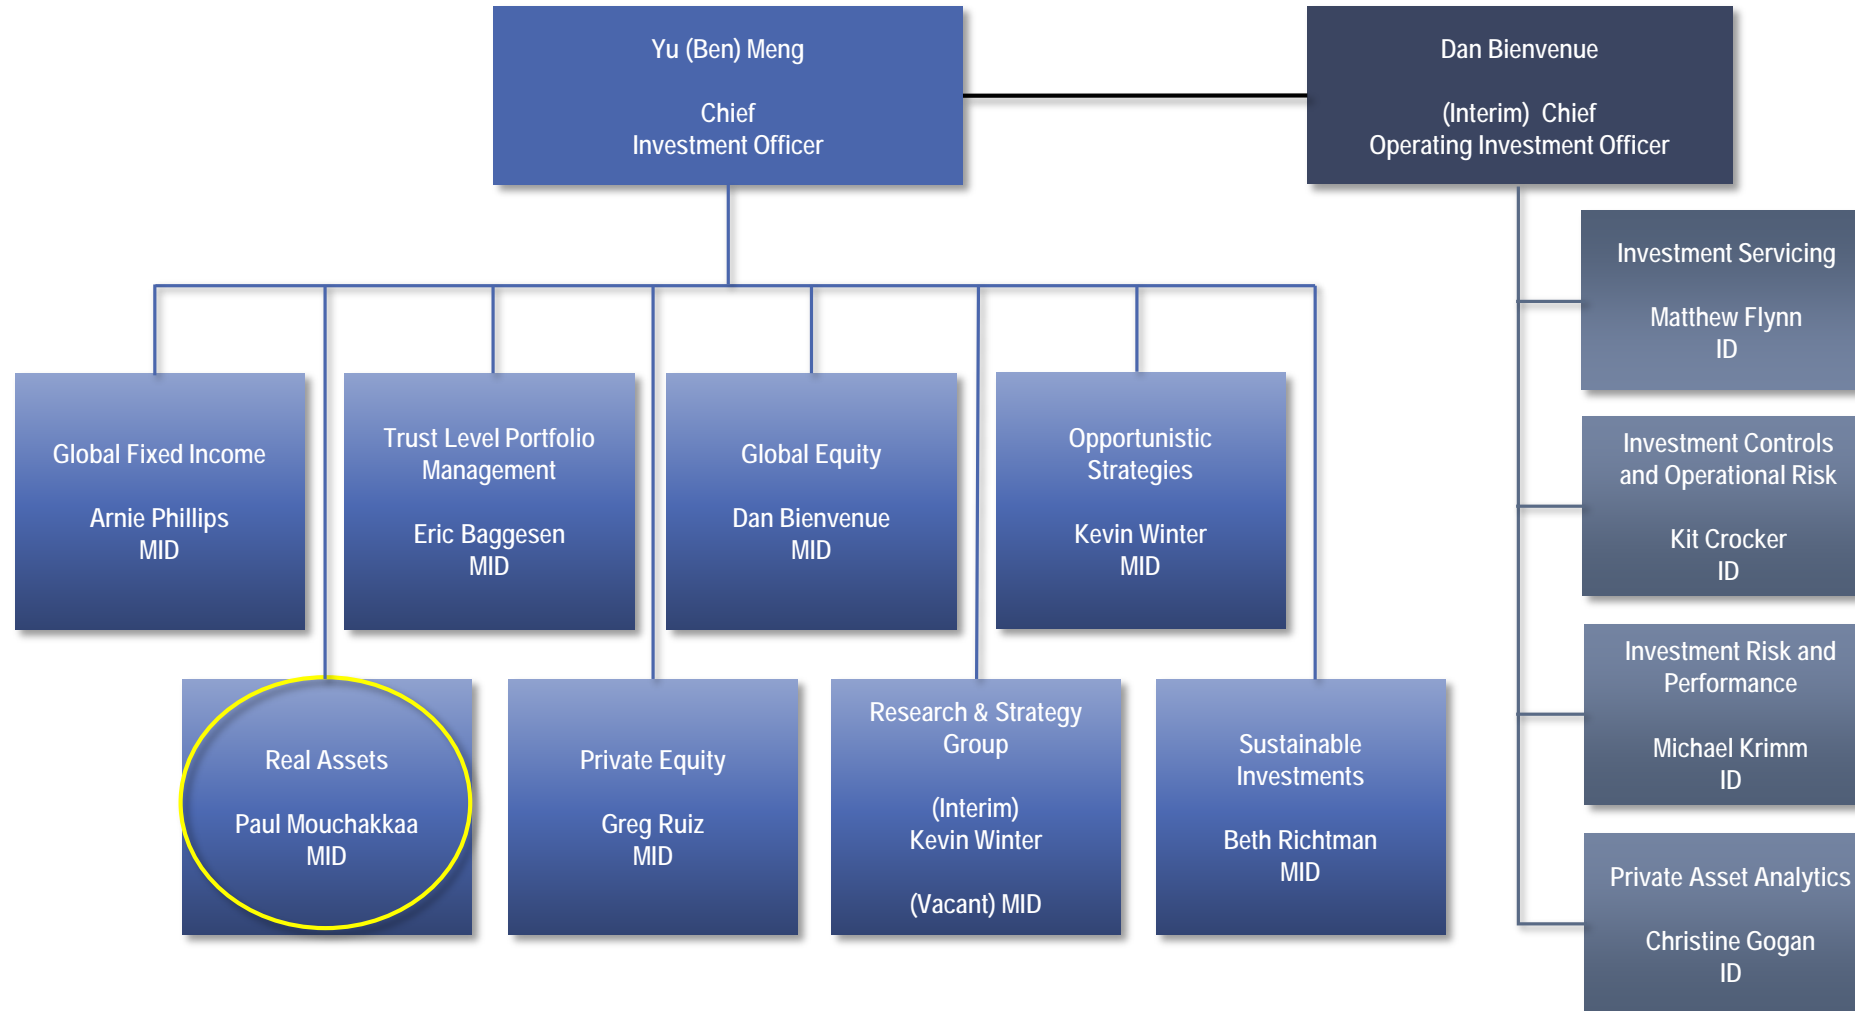 Yu (Ben) Meng
Chief
Investment Officer
Dan Bienvenue
(Interim) Chief
Operating Investment Officer
Investment Servicing
Matthew Flynn
ID
Investment Controls
and Operational Risk
Kit Crocker
ID
Investment Risk and
Performance
Michael Krimm
ID
Private Asset Analytics
Christine Gogan
ID
Global Fixed Income
Arnie Phillips
MID
Trust Level Portfolio
Management
Eric Baggesen
MID
Global Equity
Dan Bienvenue
MID
Opportunistic
Strategies
Kevin Winter
MID
Real Assets
Paul Mouchakkaa
MID
Private Equity
Greg Ruiz
MID
Research & Strategy
Group
(Interim)
Kevin Winter
(Vacant) MID
Sustainable
Investments
Beth Richtman
MID